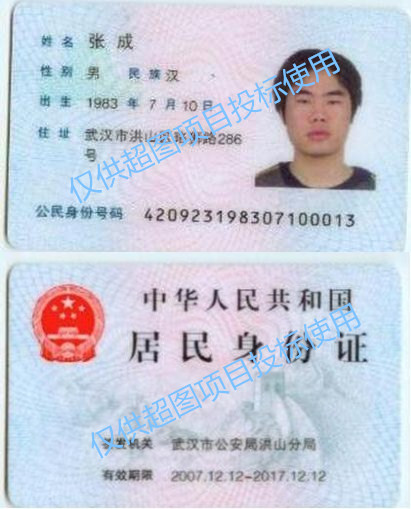 姓名 张成
性别 男 民族 汉
出生 1983 年 7 月 10 日
住址 武汉市洪山区珞狮路286
号
公民身份号码 420923198307100013
仅供超图项目投标使用
中华人民共和国
居民身份证
签发机关 武汉市公安局洪山分局
有效期限 2007.12.12-2017.12.12
仅供超图项目投标使用